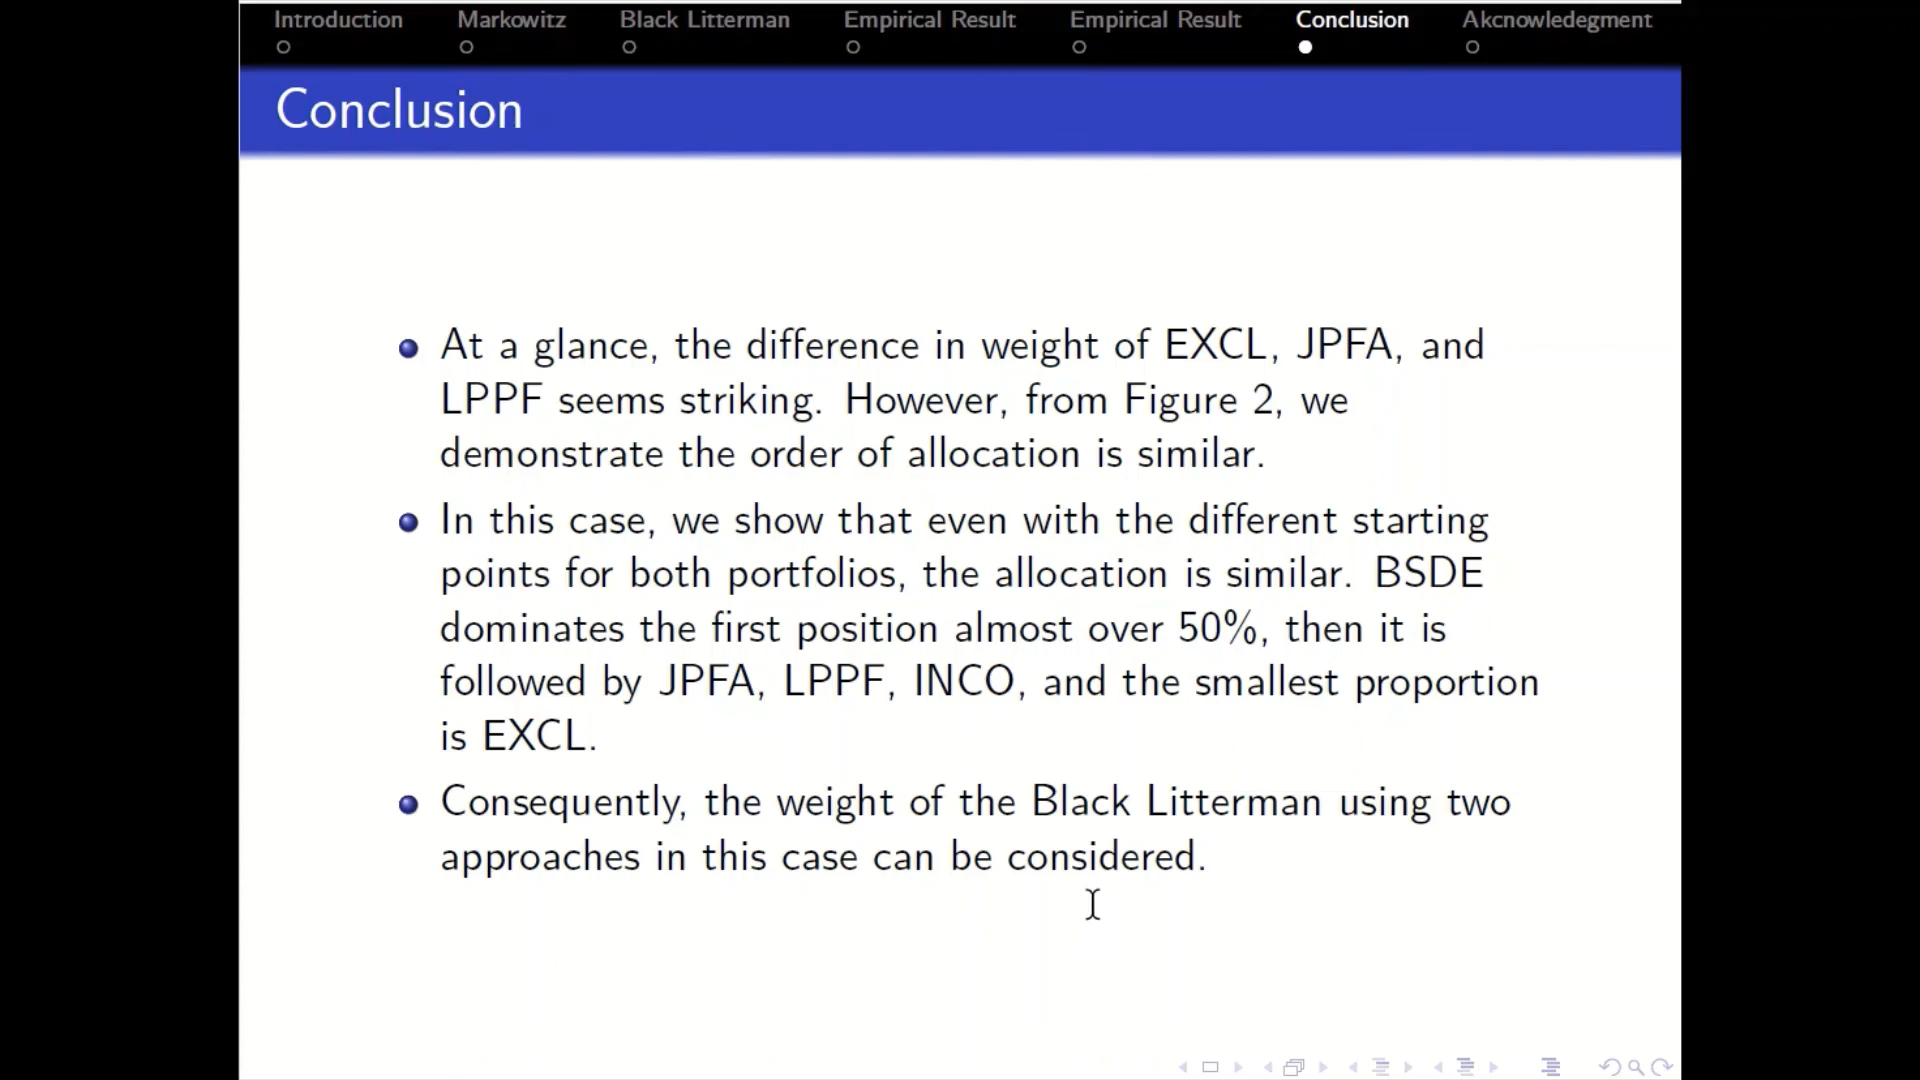 Introduction Markowitz Black Litterman Empirical Result Empirical Result Conclusion Akcnowledegment
Conclusion
At a glance, the difference in weight of EXCL, JPFA, and
LPPF seems striking. However, from Figure 2, we
demonstrate the order of allocation is similar.
In this case, we show that even with the different starting
points for both portfolios, the allocation is similar. BSDE
dominates the first position almost over 50%, then it is
followed by JPFA, LPPF, INCO, and the smallest proportion
is EXCL.
Consequently, the weight of the Black Litterman using two
approaches in this case can be considered.